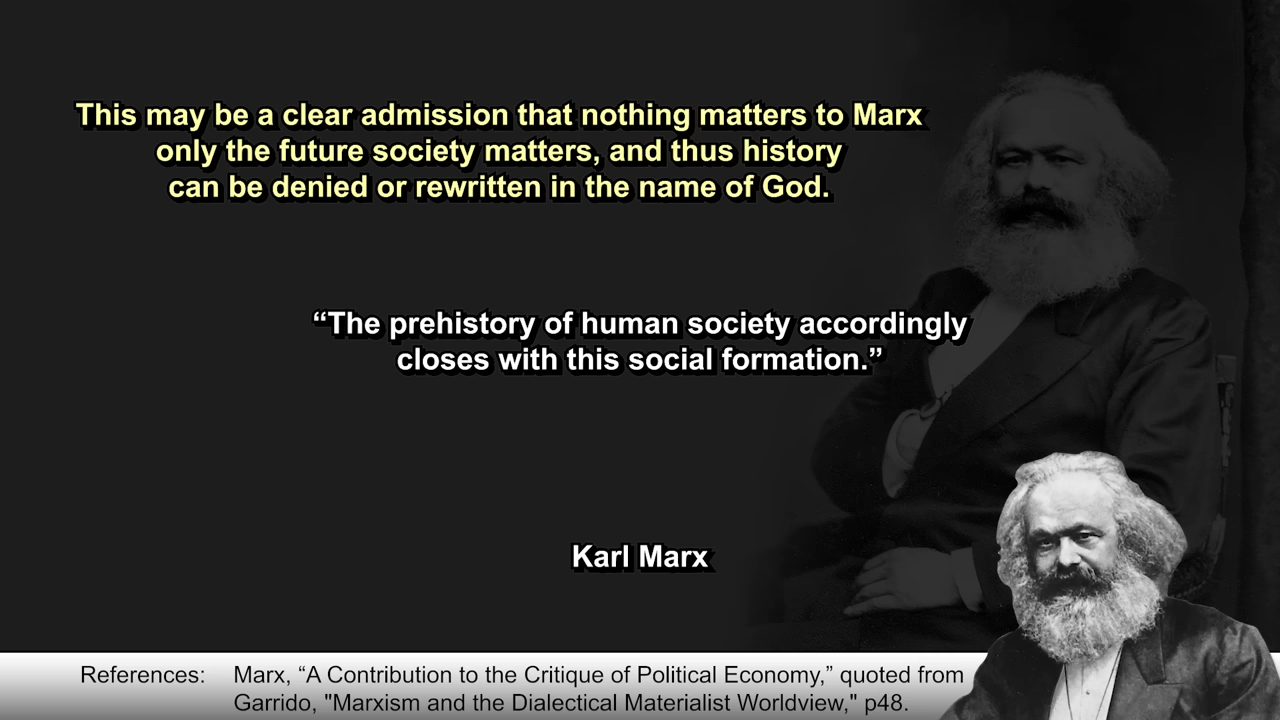 This may be a clear admission that nothing matters to Marx
only the future society matters, and thus history
can be denied or rewritten in the name of God.
“The prehistory of human society accordingly
closes with this social formation.”
Karl Marx
References: Marx, “A Contribution to the Critique of Political Economy,” quoted from
Garrido, "Marxism and the Dialectical Materialist Worldview," p48.